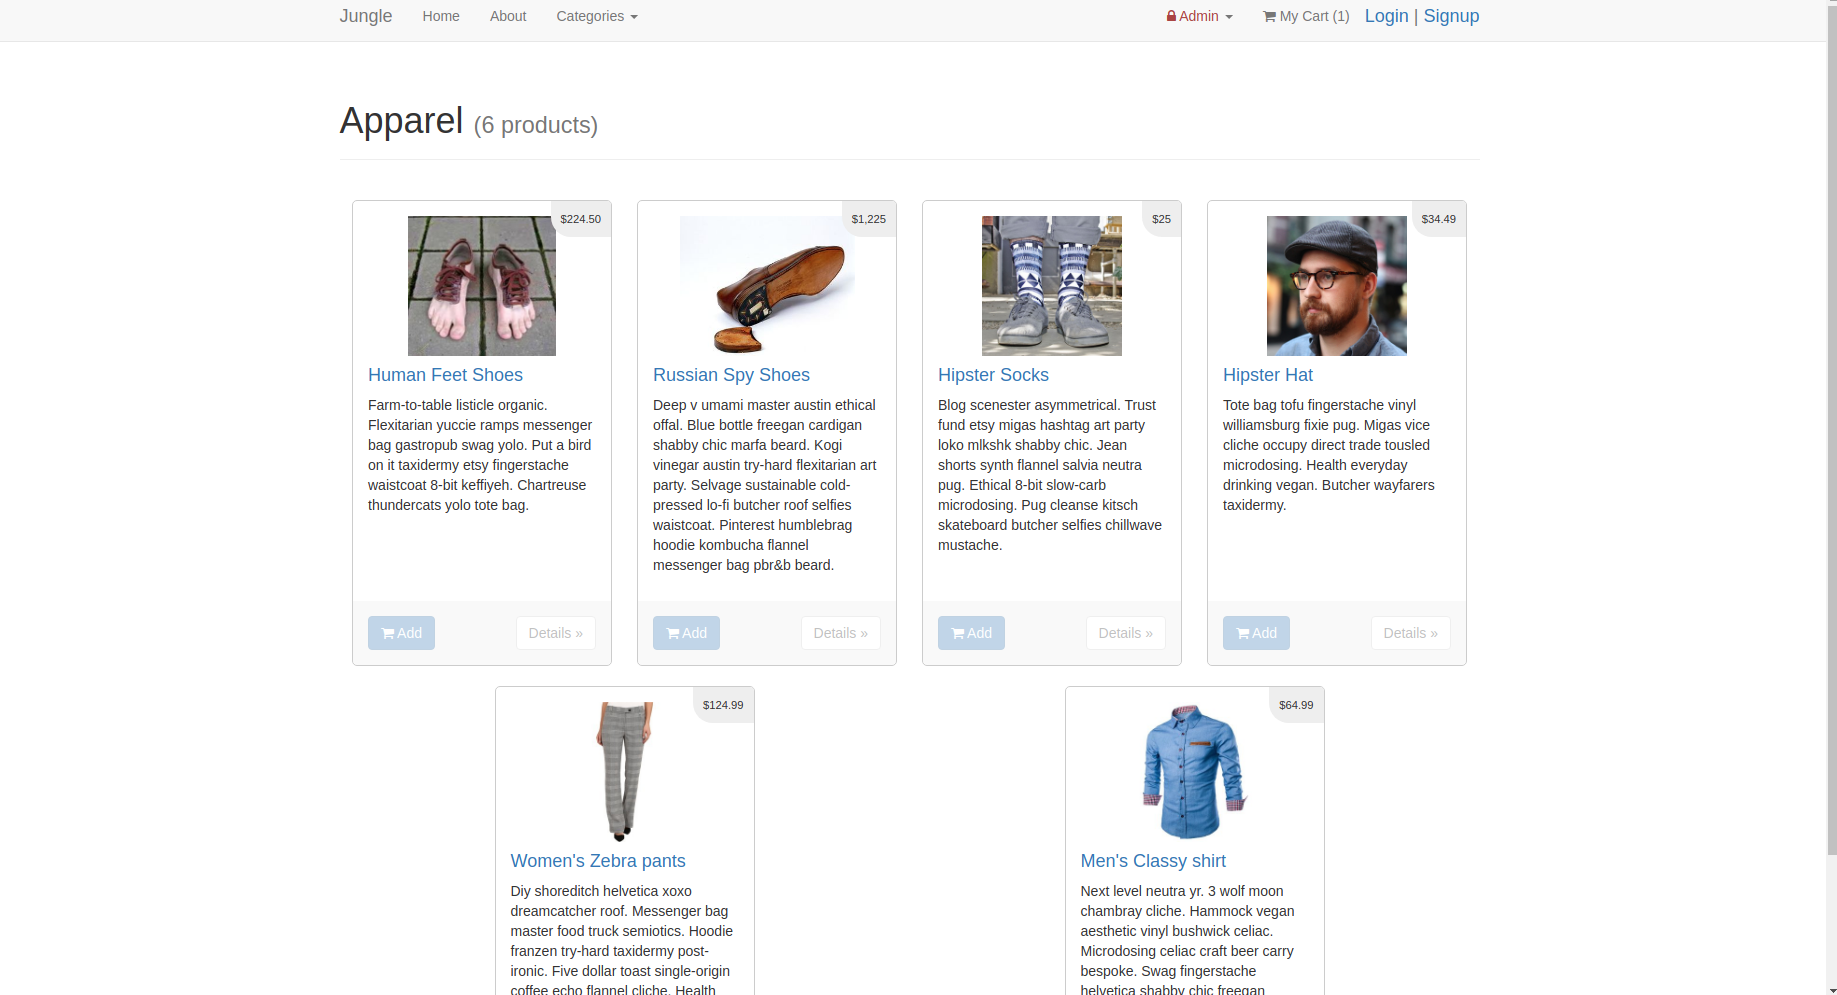 Jungle Home About Categories Admin My Cart (1) Login | Signup
Apparel (6 products)
$224.50
Human Feet Shoes
Farm-to-table listicle organic.
Flexitarian yuccie ramps messenger
bag gastropub swag yolo. Put a bird
on it taxidermy etsy fingerstache
waistcoat 8-bit keffiyeh. Chartreuse
thundercats yolo tote bag.
Add Details »
$1,225
Russian Spy Shoes
Deep v umami master austin ethical
offal. Blue bottle freegan cardigan
shabby chic marfa beard. Kogi
vinegar austin try-hard flexitarian art
party. Selvage sustainable cold-
pressed lo-fi butcher roof selfies
waistcoat. Pinterest humblebrag
hoodie kombucha flannel
messenger bag pbr&b beard.
Add Details »
$25
Hipster Socks
Blog scenester asymmetrical. Trust
fund etsy migas hashtag art party
loko mlkshk shabby chic. Jean
shorts synth flannel salvia neutra
pug. Ethical 8-bit slow-carb
microdosing. Pug cleanse kitsch
skateboard butcher selfies chillwave
mustache.
Add Details »
$34.49
Hipster Hat
Tote bag tofu fingerstache vinyl
williamsburg fixie pug. Migas vice
cliche occupy direct trade tousled
microdosing. Health everyday
drinking vegan. Butcher wayfarers
taxidermy.
Add Details »
$124.99
Women's Zebra pants
Diy shoreditch helvetica xoxo
dreamcatcher roof. Messenger bag
master food truck semiotics. Hoodie
franzen try-hard taxidermy post-
ironic. Five dollar toast single-origin
coffee echo flannel cliche. Health
$64.99
Men's Classy shirt
Next level neutra yr. 3 wolf moon
chambray cliche. Hammock vegan
aesthetic vinyl bushwick celiac.
Microdosing celiac craft beer carry
bespoke. Swag fingerstache
helvetica shabby chic freegan